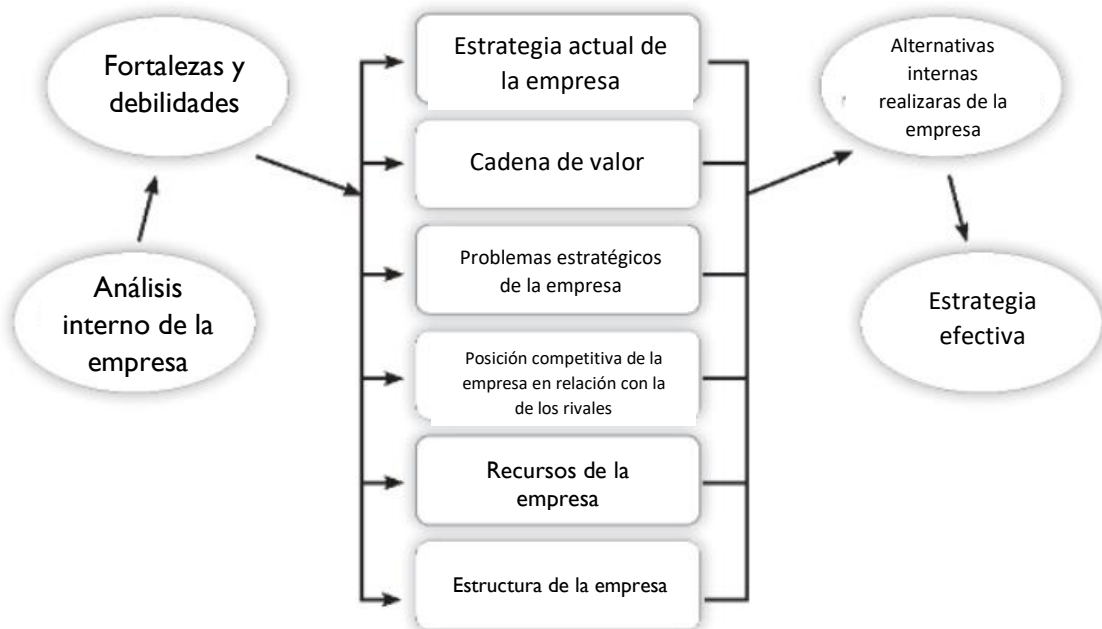 Fortalezas y
debilidades
Análisis
interno de la
empresa
Estrategia actual de
la empresa
Cadena de valor
Problemas estratégicos
de la empresa
Posición competitiva de la
empresa en relación con la
de los rivales
Recursos de la
empresa
Estructura de la empresa
Alternativas
internas
realizaras de la
empresa
Estrategia
efectiva